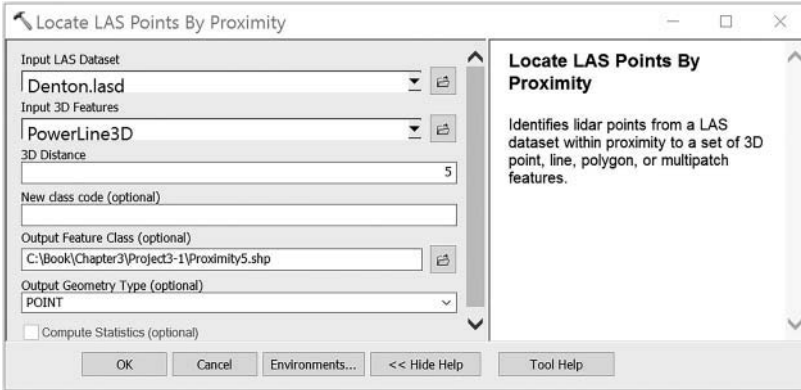 Locate LAS Points By Proximity
Input LAS Dataset
Denton.lasd
Input 3D Features
PowerLine3D
3D Distance
5
New class code (optional)
Output Feature Class (optional)
C:\Book\Chapter3\Project3-1\Proximity5.shp
Output Geometry Type (optional)
POINT
Compute Statistics (optional)
Locate LAS Points By
Proximity
Identifies lidar points from a LAS
dataset within proximity to a set of 3D
point, line, polygon, or multipatch
features.
OK
Cancel
Environments...
<< Hide Help
Tool Help